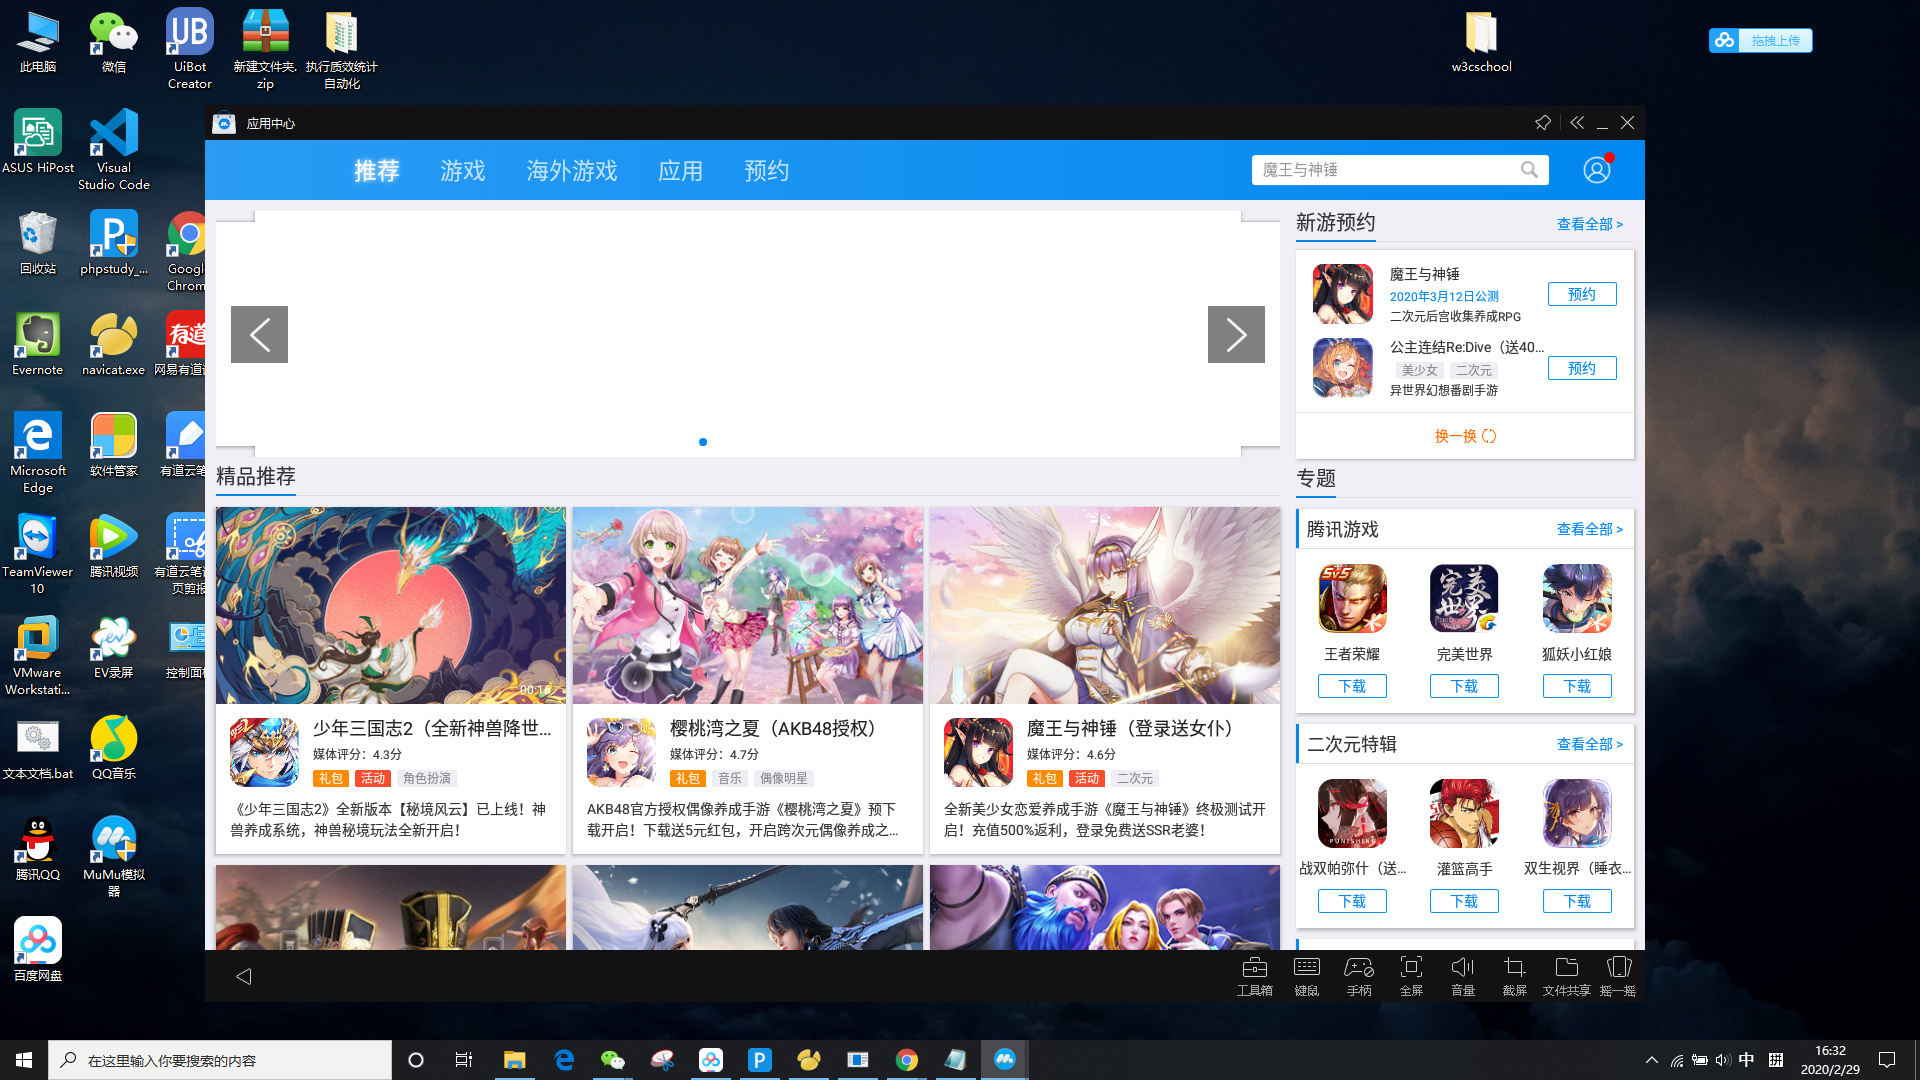 此电脑
微信
UiBot
Creator
新建文件夹.
zip
执行质效统计
自动化
w3cschool
拖拽上传
ASUS HiPost
Visual
Studio Code
回收站
phpstudy_...
Googl
Chrom
Evernote
navicat.exe
网易有道
Microsoft
Edge
软件管家
有道云笔
TeamViewer
10
腾讯视频
有道云笔
页剪报
VMware
Workstati...
EV录屏
控制面
文本文档.bat
QQ音乐
腾讯QQ
MuMu模拟
器
百度网盘
应用中心
推荐
游戏
海外游戏
应用
预约
魔王与神锤
新游预约
查看全部 >
魔王与神锤
2020年3月12日公测
二次元后宫收集养成RPG
预约
公主连结Re:Dive（送40...
美少女
二次元
异世界幻想番剧手游
预约
换一换
精品推荐
00:16
少年三国志2（全新神兽降世...
媒体评分：4.3分
礼包
活动
角色扮演
《少年三国志2》全新版本【秘境风云】已上线！神
兽养成系统，神兽秘境玩法全新开启！
樱桃湾之夏（AKB48授权）
媒体评分：4.7分
礼包
音乐
偶像明星
AKB48官方授权偶像养成手游《樱桃湾之夏》预下
载开启！下载送5元红包，开启跨次元偶像养成之...
魔王与神锤（登录送女仆）
媒体评分：4.6分
礼包
活动
二次元
全新美少女恋爱养成手游《魔王与神锤》终极测试开
启！充值500%返利，登录免费送SSR老婆！
专题
腾讯游戏
查看全部 >
5v5
完美世界
王者荣耀
完美世界
狐妖小红娘
下载
下载
下载
二次元特辑
查看全部 >
PUNISHING
战双帕弥什（送...
灌篮高手
双生视界（睡衣...
下载
下载
下载
工具箱
键鼠
手柄
全屏
音量
截屏
文件共享
摇一摇
在这里输入你要搜索的内容
中
16:32
2020/2/29